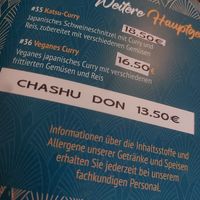 Weitere Hauptge
#35 Katsu-Curry
Japanisches Schweineschnitzel mit Curry und
Reis, zubereitet mit verschiedenen Gemüsen
18.50€
#36 Veganes Curry
Veganes japanisches Curry mit verschiedenen
frittierten Gemüsen und Reis
16.50€
CHASHU DON 13.50€
Informationen über die Inhaltsstoffe und
Allergene unserer Getränke und Speisen
erhalten Sie jederzeit bei unserem
fachkundigen Personal.